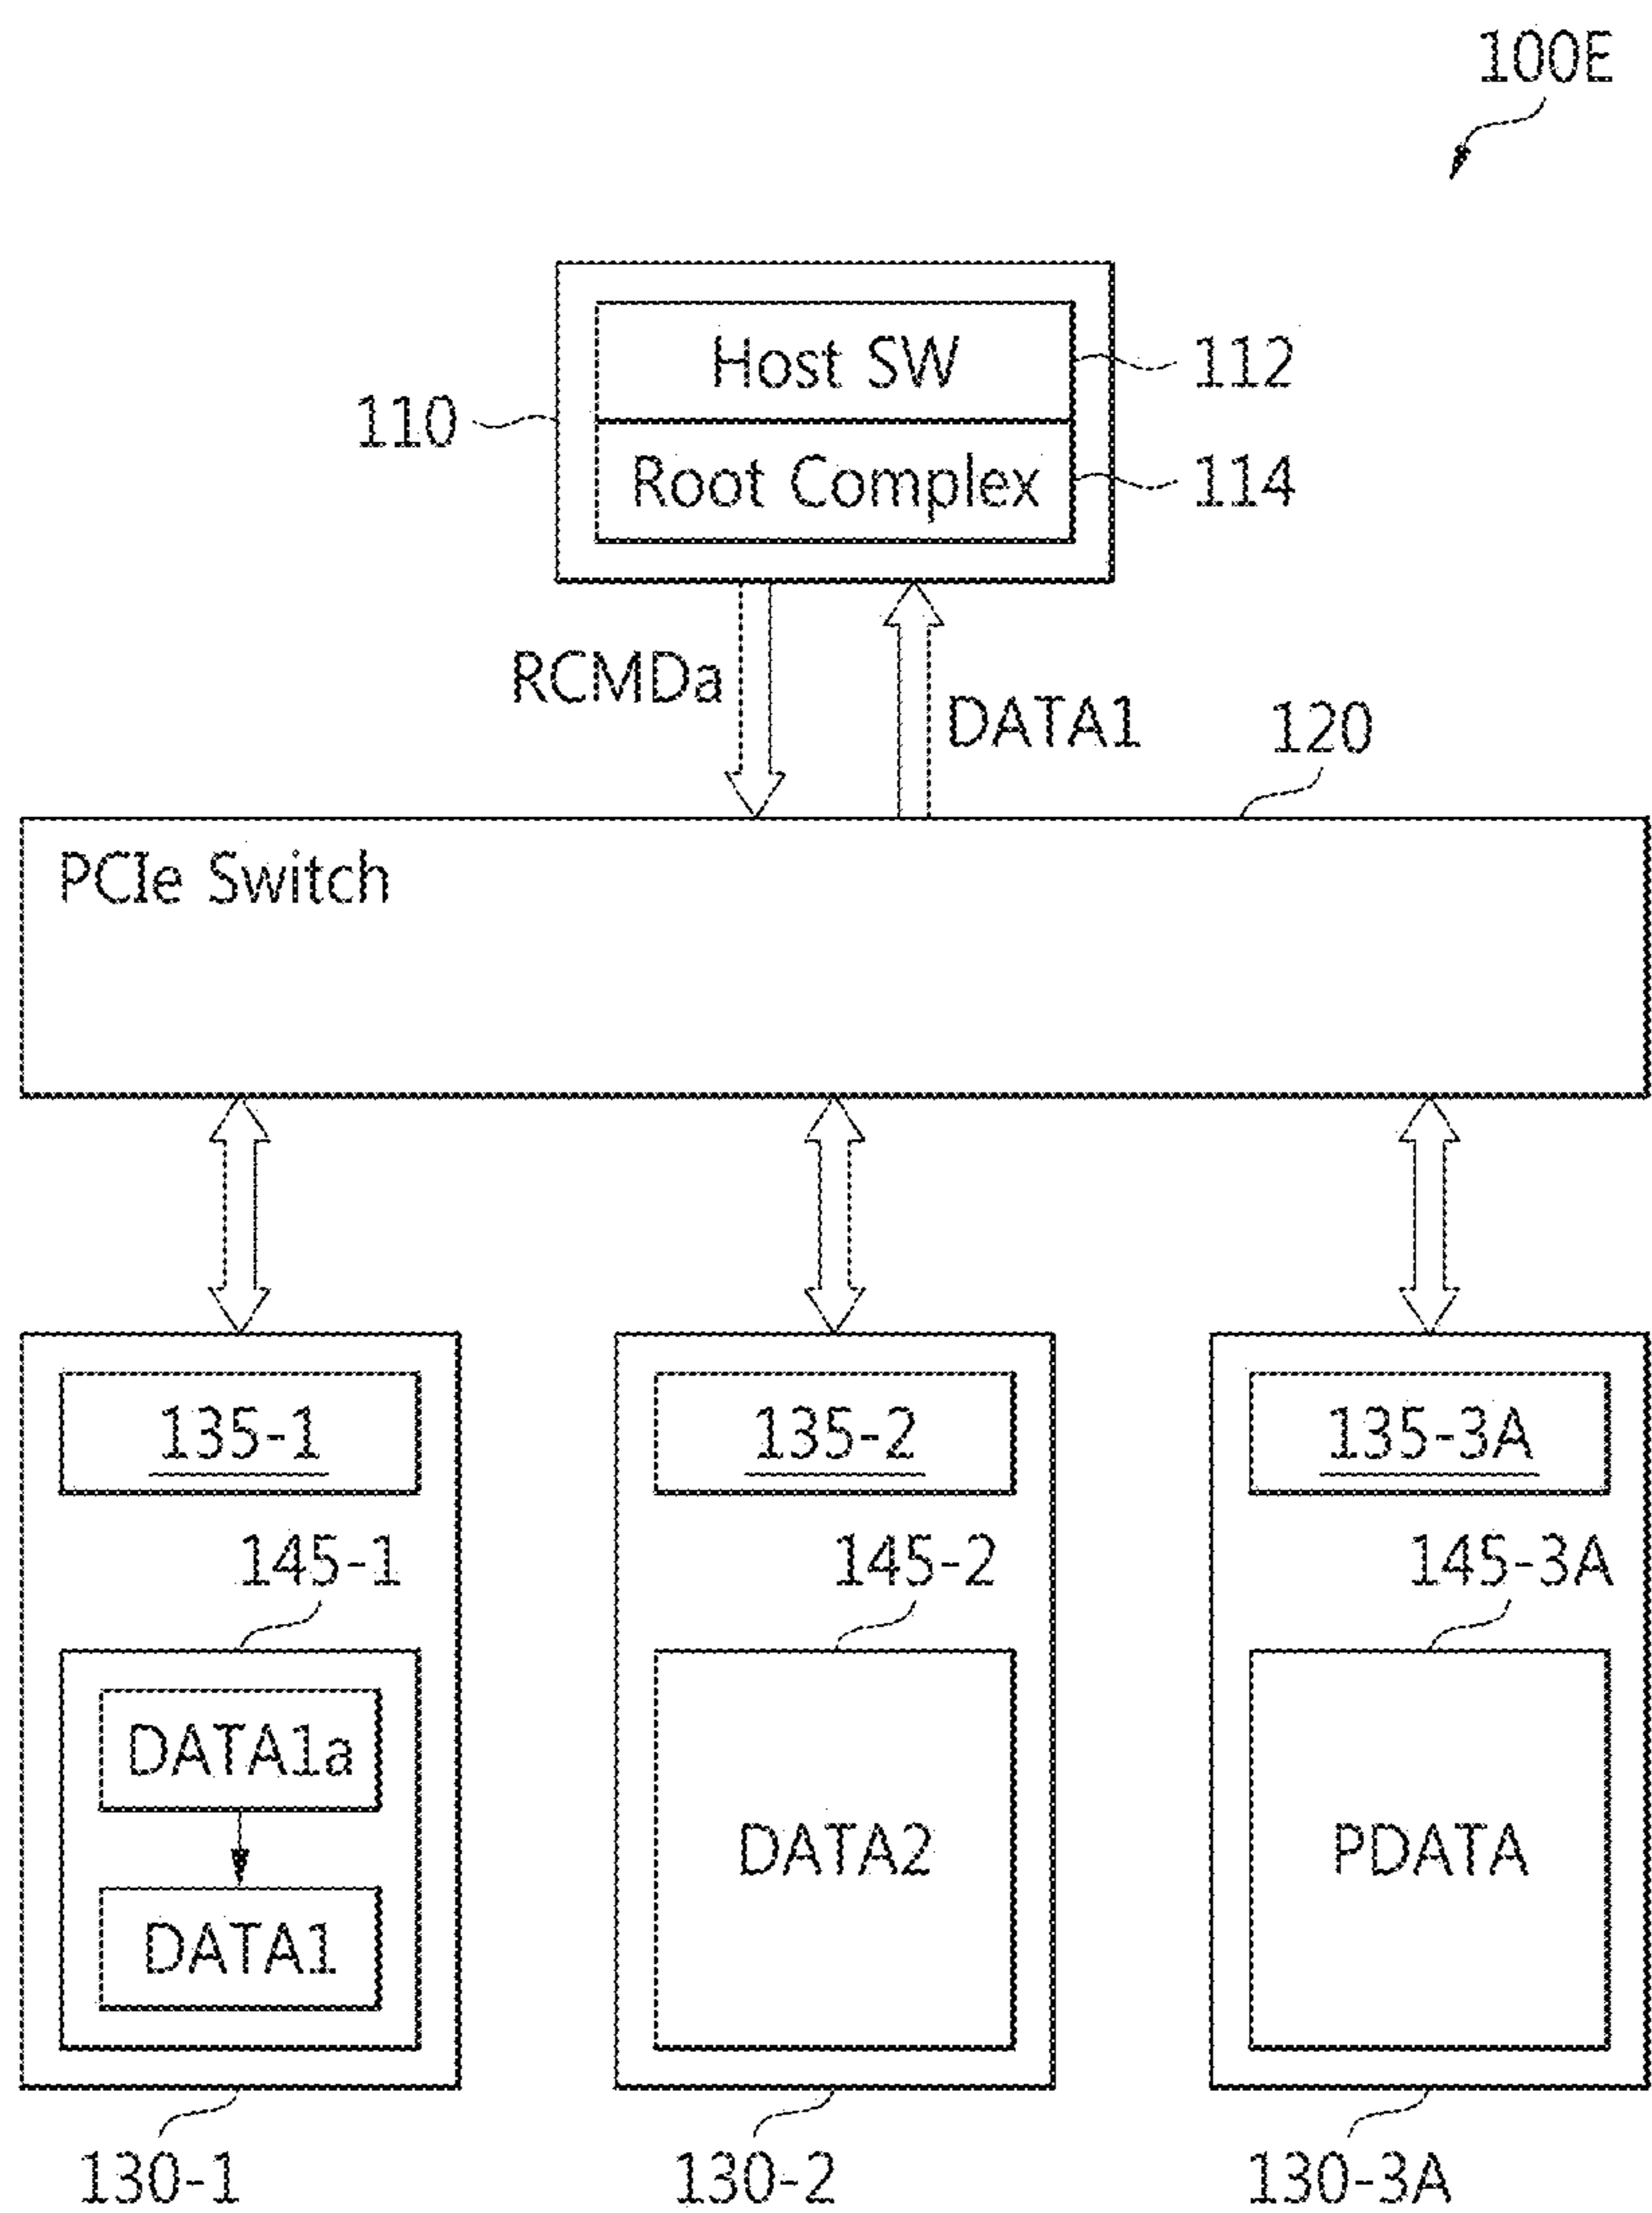 100E
Host SW
112
110
Root Complex
114
RCMDa
DATA1
120
PCIe Switch
135-1
135-2
135-3A
145-1
145-2
145-3A
DATA1a
DATA2
PDATA
DATA1
130-1
130-2
130-3A